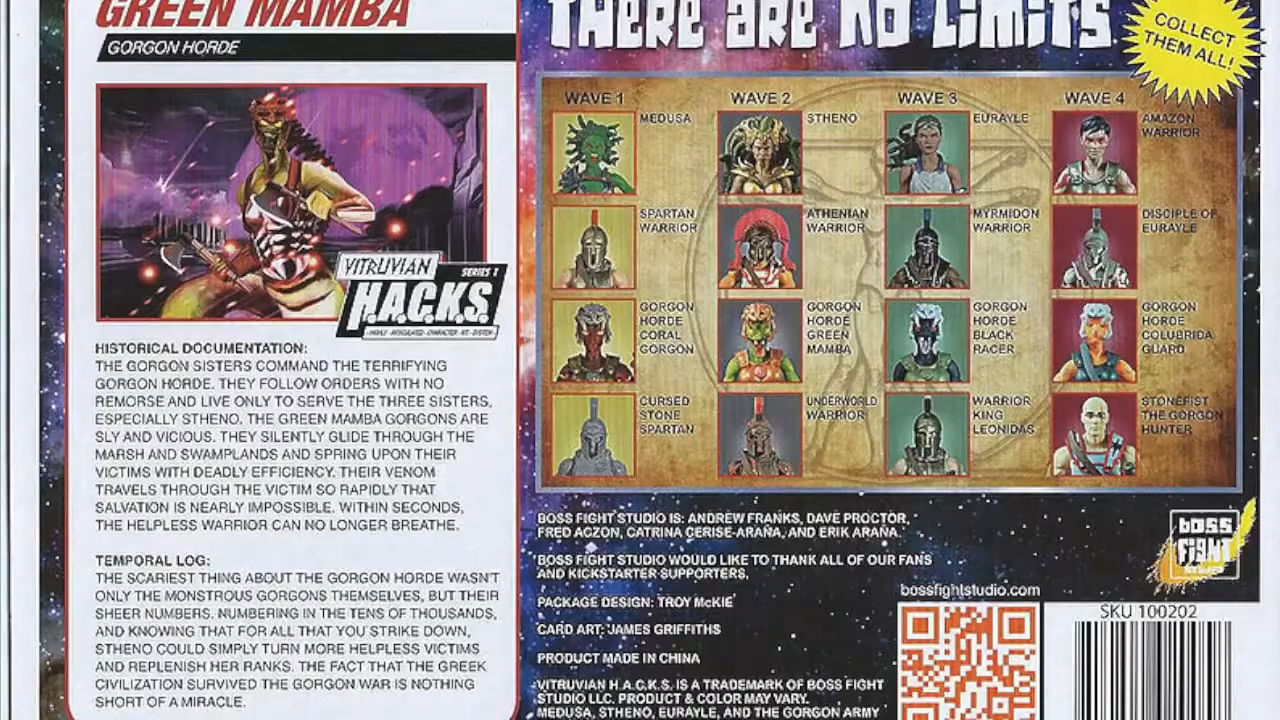 GREEN MAMBA
GORGON HORDE
VITRUVIAN
SERIES 1
H.A.C.K.S.
HIGHLY-ARTICULATED-CHARACTER-KIT-SYSTEM
HISTORICAL DOCUMENTATION:
THE GORGON SISTERS COMMAND THE TERRIFYING
GORGON HORDE. THEY FOLLOW ORDERS WITH NO
REMORSE AND LIVE ONLY TO SERVE THE THREE SISTERS,
ESPECIALLY STHENO. THE GREEN MAMBA GORGONS ARE
SLY AND VICIOUS. THEY SILENTLY GLIDE THROUGH THE
MARSH AND SWAMPLANDS AND SPRING UPON THEIR
VICTIMS WITH DEADLY EFFICIENCY. THEIR VENOM
TRAVELS THROUGH THE VICTIM SO RAPIDLY THAT
SALVATION IS NEARLY IMPOSSIBLE. WITHIN SECONDS,
THE HELPLESS WARRIOR CAN NO LONGER BREATHE.
TEMPORAL LOG:
THE SCARIEST THING ABOUT THE GORGON HORDE WASN'T
ONLY THE MONSTROUS GORGONS THEMSELVES, BUT THEIR
SHEER NUMBERS. NUMBERING IN THE TENS OF THOUSANDS,
AND KNOWING THAT FOR ALL THAT YOU STRIKE DOWN,
STHENO COULD SIMPLY TURN MORE HELPLESS VICTIMS
AND REPLENISH HER RANKS. THE FACT THAT THE GREEK
CIVILIZATION SURVIVED THE GORGON WAR IS NOTHING
SHORT OF A MIRACLE.
THERE ARE NO LIMITS
COLLECT
THEM ALL!
WAVE 1
WAVE 2
WAVE 3
WAVE 4
MEDUSA
STHENO
EURAYLE
AMAZON
WARRIOR
SPARTAN
WARRIOR
ATHENIAN
WARRIOR
MYRMIDON
WARRIOR
DISCIPLE OF
EURAYLE
GORGON
HORDE
CORAL
GORGON
GORGON
HORDE
GREEN
MAMBA
GORGON
HORDE
BLACK
RACER
GORGON
HORDE
COLUBRIDA
GUARD
CURSED
STONE
SPARTAN
UNDERWORLD
WARRIOR
WARRIOR
KING
LEONIDAS
STONEFIST
THE GORGON
HUNTER
BOSS FIGHT STUDIO IS: ANDREW FRANKS, DAVE PROCTOR,
FRED ACZON, CATRINA CERISE-ARAÑA, AND ERIK ARAÑA.
BOSS FIGHT STUDIO WOULD LIKE TO THANK ALL OF OUR FANS
AND KICKSTARTER SUPPORTERS.
PACKAGE DESIGN: TROY McKIE
CARD ART: JAMES GRIFFITHS
PRODUCT MADE IN CHINA
VITRUVIAN H.A.C.K.S. IS A TRADEMARK OF BOSS FIGHT
STUDIO LLC. PRODUCT & COLOR MAY VARY.
MEDUSA, STHENO, EURAYLE, AND THE GORGON ARMY
BOSS
FIGHT
STUDIO
bossfightstudio.com
SKU 100202